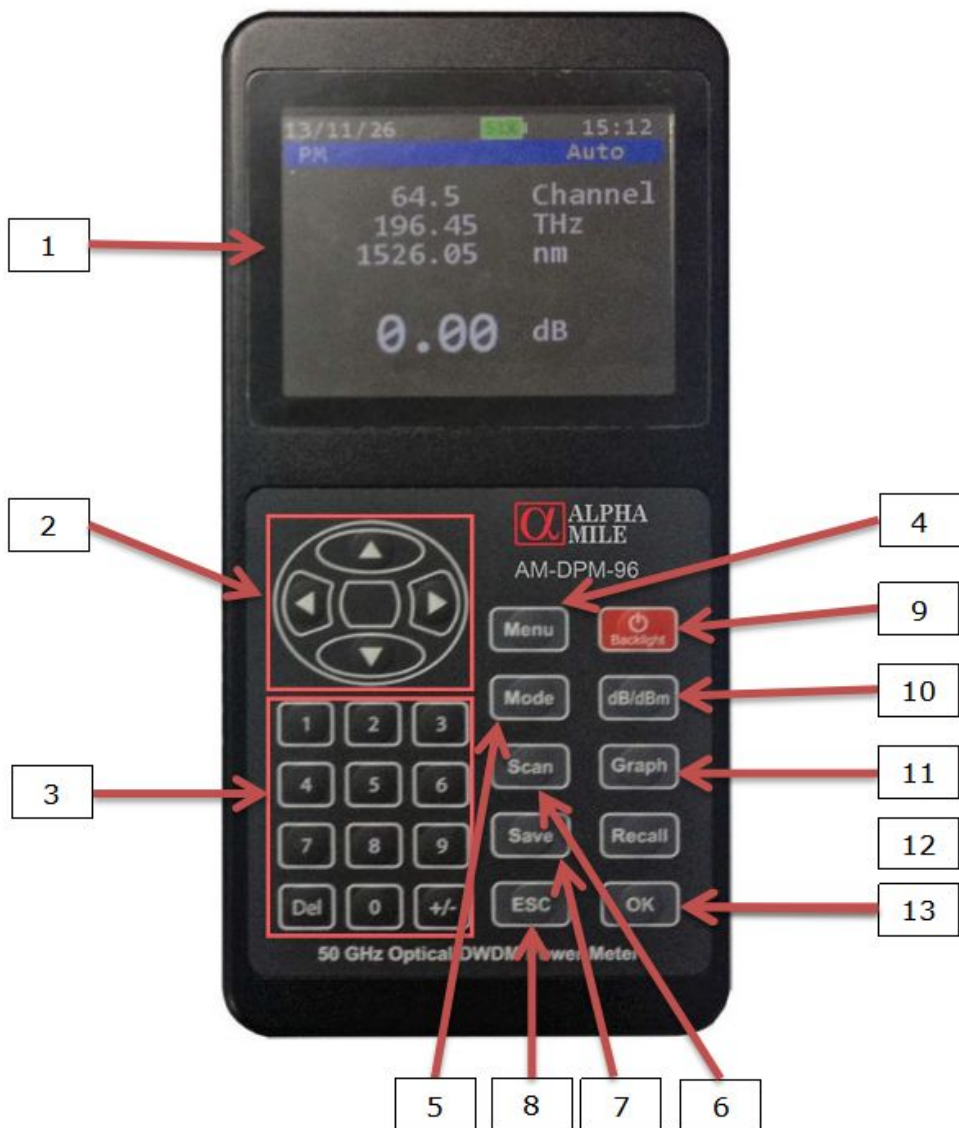 13/11/26 51% 15:12
PM Auto
64.5 Channel
196.45 THz
1526.05 nm
0.00 dB
1
2
3
α ALPHA
MILE
AM-DPM-96
4
Menu
Backlight
9
Mode
dB/dBm
10
1 2 3
Scan
Graph
11
4 5 6
Save
Recall
12
7 8 9
ESC
OK
13
Del 0 +/-
50 GHz Optical DWDM Power Meter
5 8 7 6